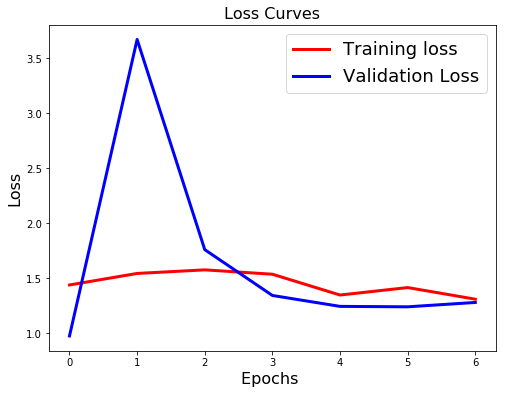 Loss Curves
Training loss
Validation Loss
Loss
3.5
3.0
2.5
2.0
1.5
1.0
0 1 2 3 4 5 6
Epochs